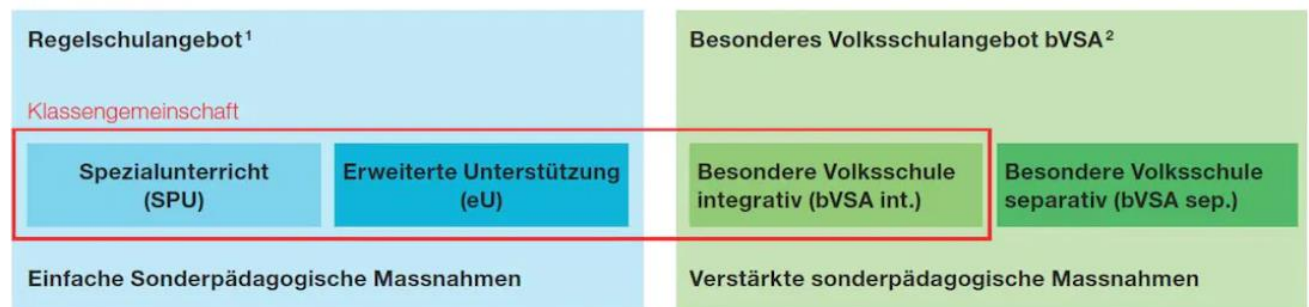 Regelschulangebot¹
Besonderes Volksschulangebot bVSA²
Klassengemeinschaft
Spezialunterricht
(SPU)
Erweiterte Unterstützung
(eU)
Besondere Volksschule
integrativ (bVSA int.)
Besondere Volksschule
separativ (bVSA sep.)
Einfache Sonderpädagogische Massnahmen
Verstärkte sonderpädagogische Massnahmen